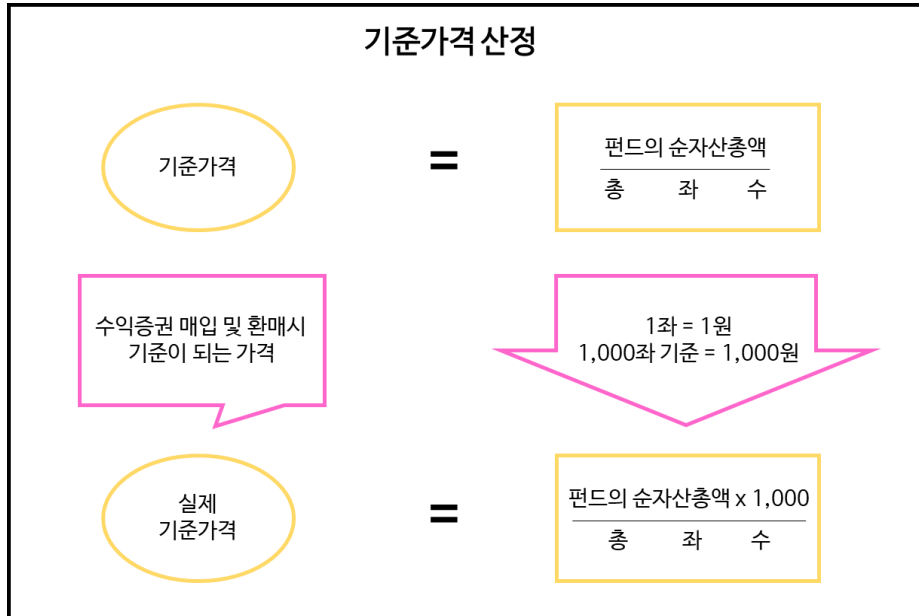 기준가격 산정
기준가격
=
펀드의 순자산총액
총 좌 수
수익증권 매입 및 환매시
기준이 되는 가격
1좌 = 1원
1,000좌 기준 = 1,000원
실제
기준가격
=
펀드의 순자산총액 x 1,000
총 좌 수